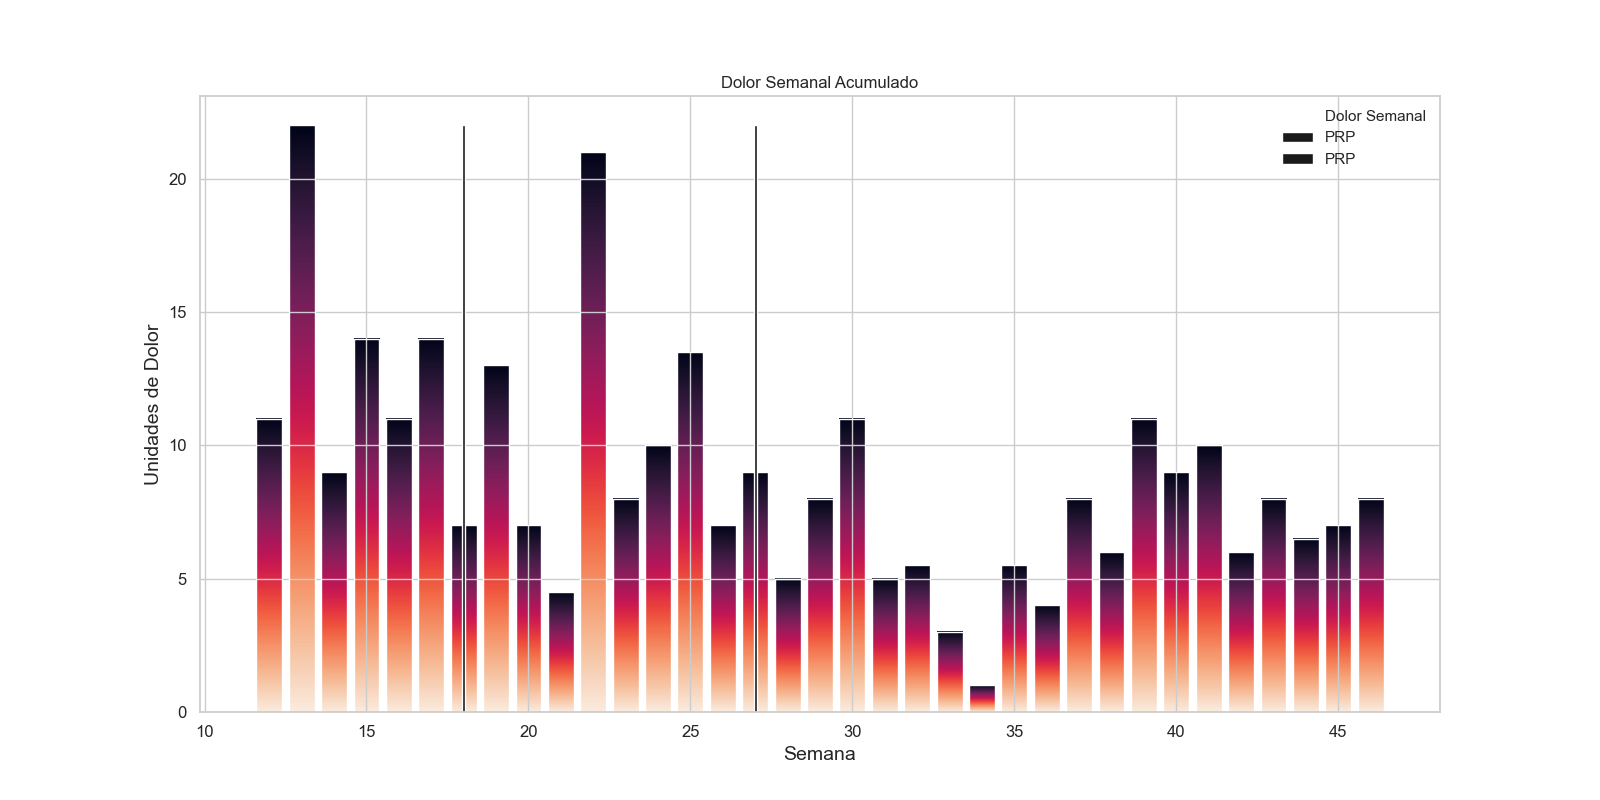 Dolor Semanal Acumulado
Dolor Semanal
PRP
PRP
Unidades de Dolor
20
15
10
5
0
10 15 20 25 30 35 40 45
Semana